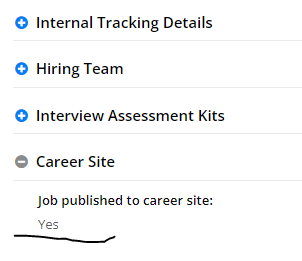 Internal Tracking Details
Hiring Team
Interview Assessment Kits
Career Site
Job published to career site:
Yes